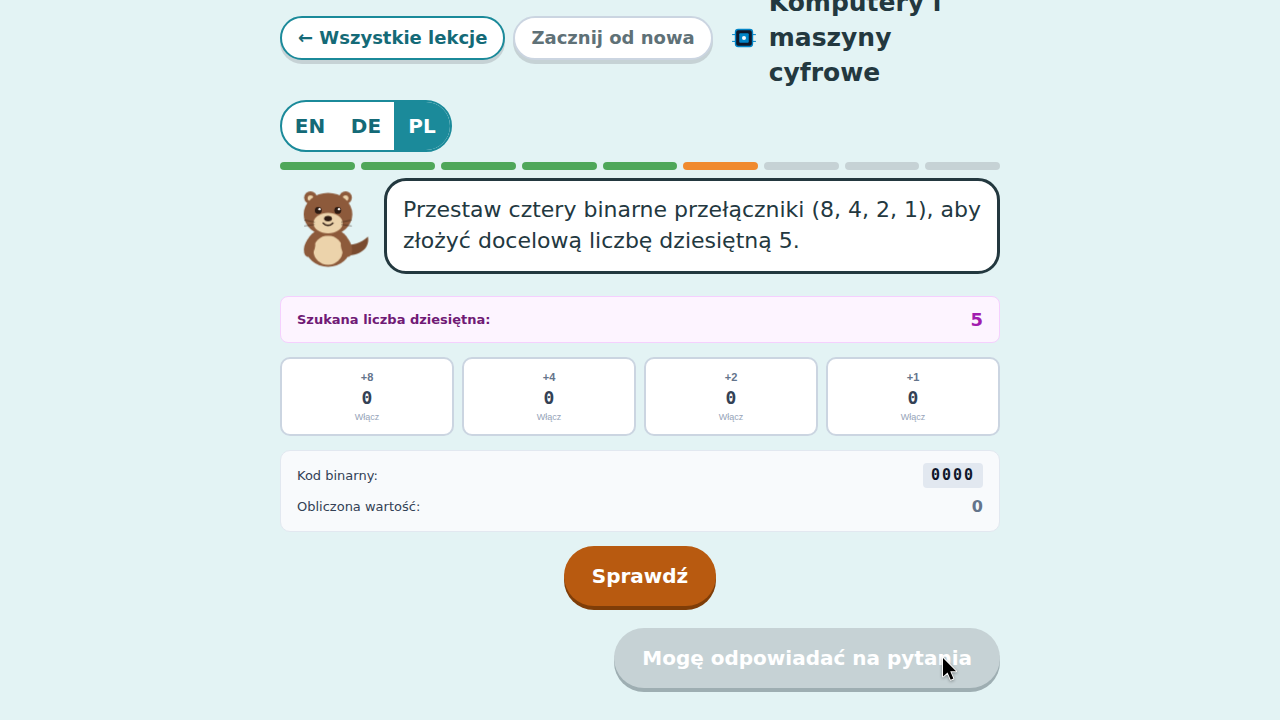 ← Wszystkie lekcje
Zacznij od nowa
Komputery i
maszyny
cyfrowe
EN DE PL
Przestaw cztery binarne przełączniki (8, 4, 2, 1), aby
złożyć docelową liczbę dziesiętną 5.
Szukana liczba dziesiętna: 5
+8
0
Włącz
+4
0
Włącz
+2
0
Włącz
+1
0
Włącz
Kod binarny: 0000
Obliczona wartość: 0
Sprawdź
Mogę odpowiadać na pytania